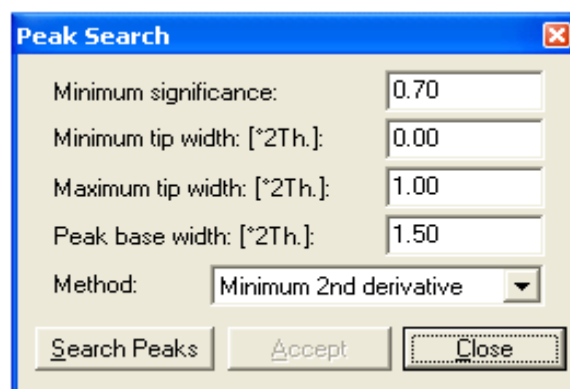 Peak Search
Minimum significance: 0.70
Minimum tip width: [°2Th.]: 0.00
Maximum tip width: [°2Th.]: 1.00
Peak base width: [°2Th.]: 1.50
Method: Minimum 2nd derivative
Search Peaks Accept Close